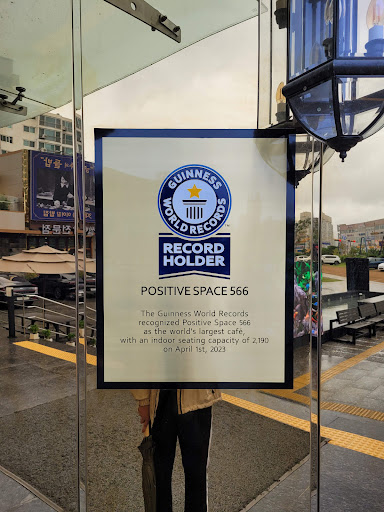 GUINNESS
WORLD RECORDS
™
RECORD
HOLDER
POSITIVE SPACE 566
The Guinness World Records
recognized Positive Space 566
as the world's largest cafe,
with an indoor seating capacity of 2,190
on April 1st, 2023